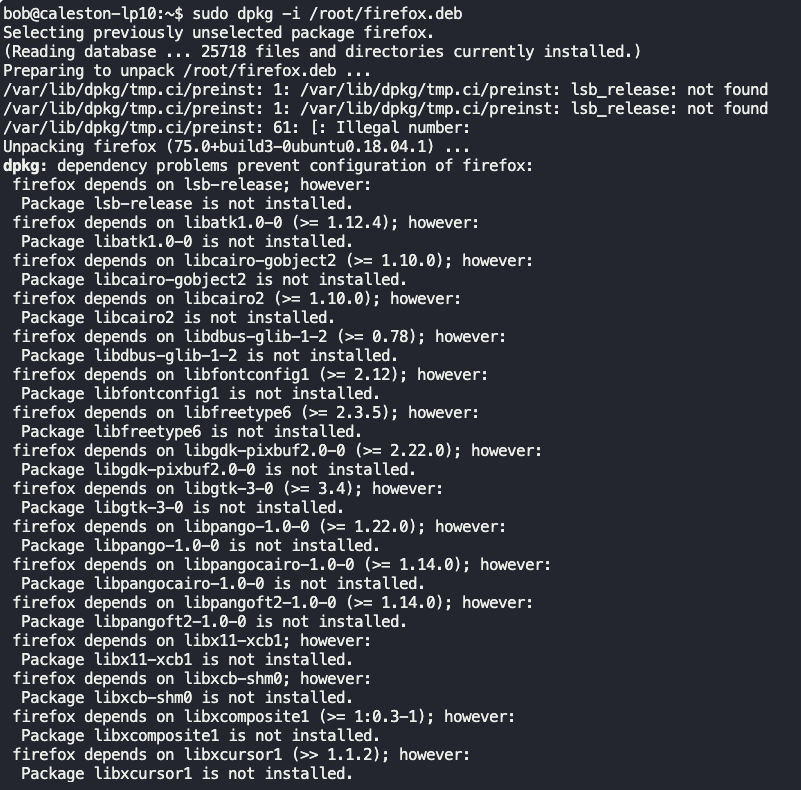 bob@caleston-lp10:~$ sudo dpkg -i /root/firefox.deb
Selecting previously unselected package firefox.
(Reading database ... 25718 files and directories currently installed.)
Preparing to unpack /root/firefox.deb ...
/var/lib/dpkg/tmp.ci/preinst: 1: /var/lib/dpkg/tmp.ci/preinst: lsb_release: not found
/var/lib/dpkg/tmp.ci/preinst: 1: /var/lib/dpkg/tmp.ci/preinst: lsb_release: not found
/var/lib/dpkg/tmp.ci/preinst: 61: [: Illegal number:
Unpacking firefox (75.0+build3-0ubuntu0.18.04.1) ...
dpkg: dependency problems prevent configuration of firefox:
 firefox depends on lsb-release; however:
  Package lsb-release is not installed.
 firefox depends on libatk1.0-0 (>= 1.12.4); however:
  Package libatk1.0-0 is not installed.
 firefox depends on libcairo-gobject2 (>= 1.10.0); however:
  Package libcairo-gobject2 is not installed.
 firefox depends on libcairo2 (>= 1.10.0); however:
  Package libcairo2 is not installed.
 firefox depends on libdbus-glib-1-2 (>= 0.78); however:
  Package libdbus-glib-1-2 is not installed.
 firefox depends on libfontconfig1 (>= 2.12); however:
  Package libfontconfig1 is not installed.
 firefox depends on libfreetype6 (>= 2.3.5); however:
  Package libfreetype6 is not installed.
 firefox depends on libgdk-pixbuf2.0-0 (>= 2.22.0); however:
  Package libgdk-pixbuf2.0-0 is not installed.
 firefox depends on libgtk-3-0 (>= 3.4); however:
  Package libgtk-3-0 is not installed.
 firefox depends on libpango-1.0-0 (>= 1.22.0); however:
  Package libpango-1.0-0 is not installed.
 firefox depends on libpangocairo-1.0-0 (>= 1.14.0); however:
  Package libpangocairo-1.0-0 is not installed.
 firefox depends on libpangoft2-1.0-0 (>= 1.14.0); however:
  Package libpangoft2-1.0-0 is not installed.
 firefox depends on libx11-xcb1; however:
  Package libx11-xcb1 is not installed.
 firefox depends on libxcb-shm0; however:
  Package libxcb-shm0 is not installed.
 firefox depends on libxcomposite1 (>= 1:0.3-1); however:
  Package libxcomposite1 is not installed.
 firefox depends on libxcursor1 (>> 1.1.2); however:
  Package libxcursor1 is not installed.